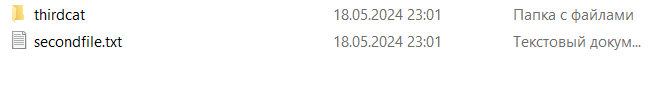 thirdcat 18.05.2024 23:01 Папка с файлами
secondfile.txt 18.05.2024 23:01 Текстовый докум...